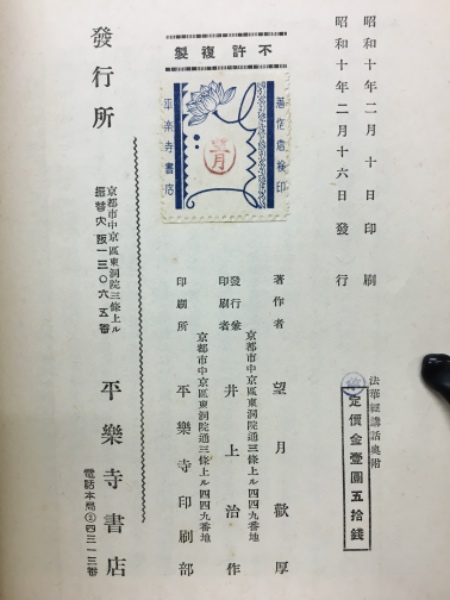 昭和十年二月十日印刷
昭和十年二月十六日發行
法華經講話奥附
定價金壹圓五拾錢
不許複製
著作者檢印
望月
平樂寺書店
著作者 望月歡厚
京都市中京區東洞院通三條上ル四四九番地
發行兼印刷者 井上治作
京都市中京區東洞院通三條上ル四四九番地
印刷所 平樂寺印刷部
發行所
京都市中京區東洞院三條上ル
平樂寺書店
振替大阪一三〇六五番
電話本局②四三一三番